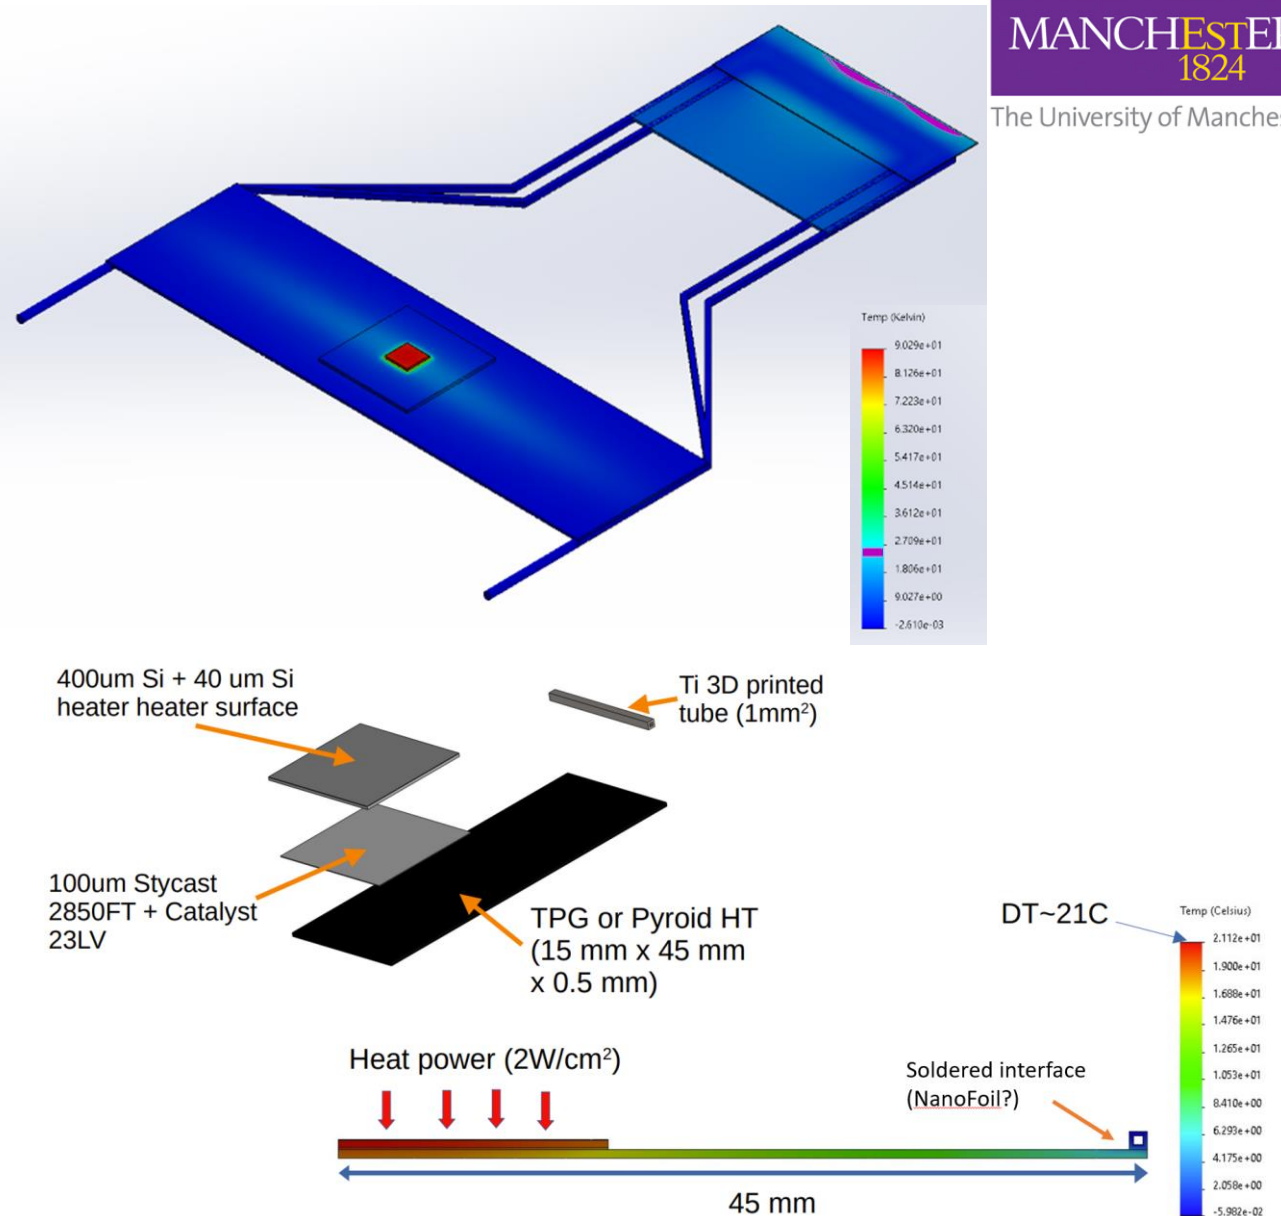 MANCHESTE
1824
The University of Manches
Temp (Kelvin)
9.029e+01
8.126e+01
7.223e+01
6.320e+01
5.417e+01
4.514e+01
3.612e+01
2.709e+01
1.806e+01
9.027e+00
-2.610e-03
400um Si + 40 um Si
heater heater surface
Ti 3D printed
tube (1mm²)
100um Stycast
2850FT + Catalyst
23LV
TPG or Pyroid HT
(15 mm x 45 mm
x 0.5 mm)
DT~21C
Temp (Celsius)
2.112e+01
1.900e+01
1.688e+01
1.476e+01
1.265e+01
1.053e+01
8.410e+00
6.293e+00
4.175e+00
2.058e+00
-5.982e-02
Heat power (2W/cm²)
Soldered interface
(NanoFoil?)
45 mm